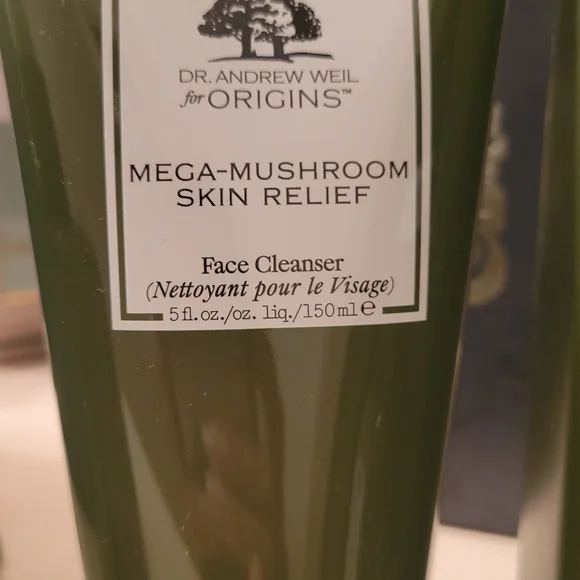 DR. ANDREW WEIL
for ORIGINS™
MEGA-MUSHROOM
SKIN RELIEF
Face Cleanser
(Nettoyant pour le Visage)
5 fl. oz./oz. liq./150 ml ℮